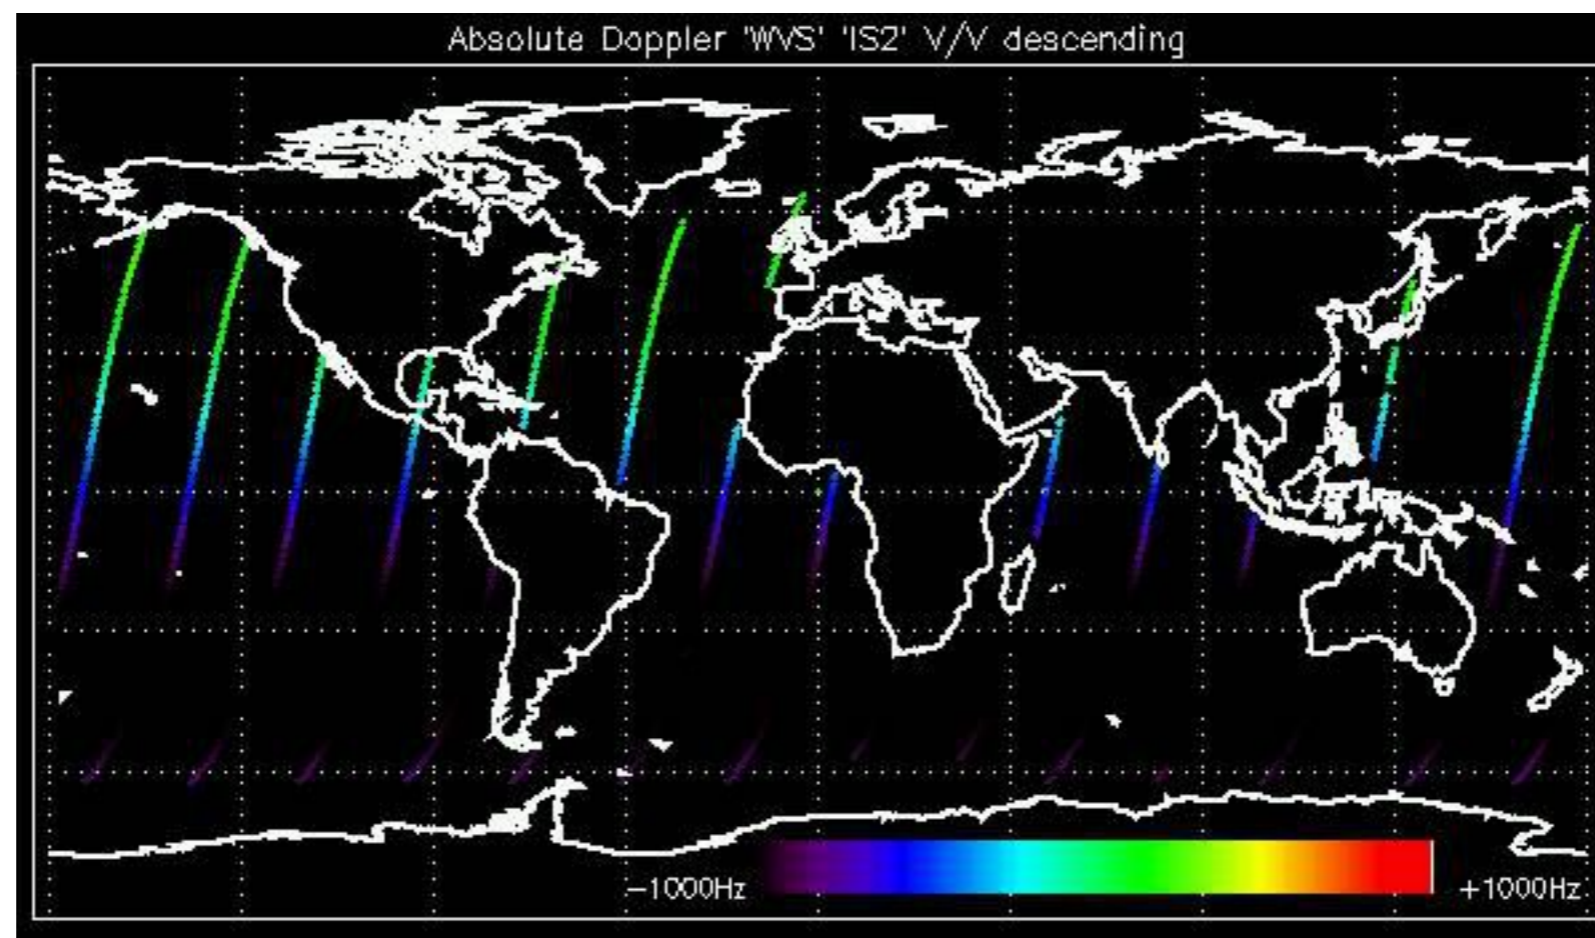 Absolute Doppler 'WVS' 'IS2' V/V descending
-1000Hz +1000Hz